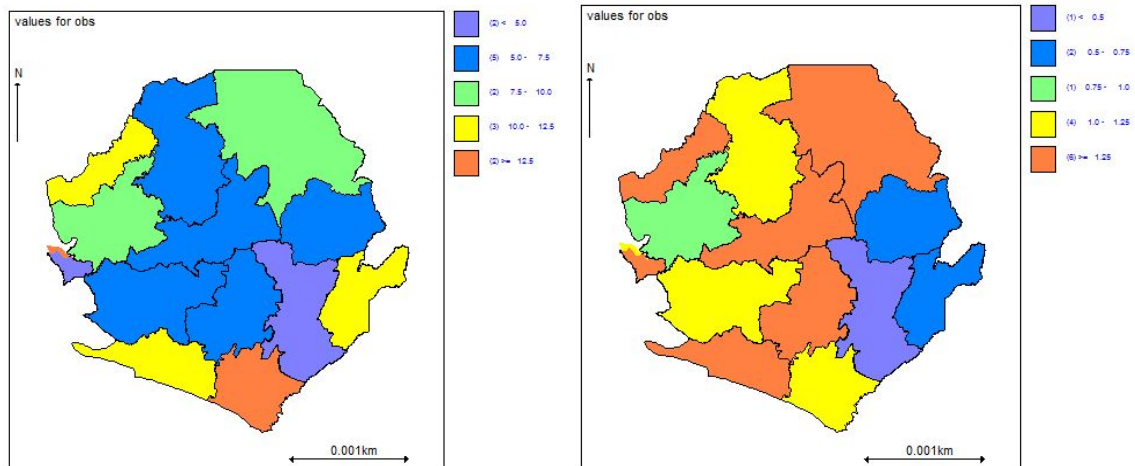 values for obs
N
0.001km
(2) < 5.0
(5) 5.0 - 7.5
(2) 7.5 - 10.0
(3) 10.0 - 12.5
(2) >= 12.5
values for obs
N
0.001km
(1) < 0.5
(2) 0.5 - 0.75
(1) 0.75 - 1.0
(4) 1.0 - 1.25
(6) >= 1.25